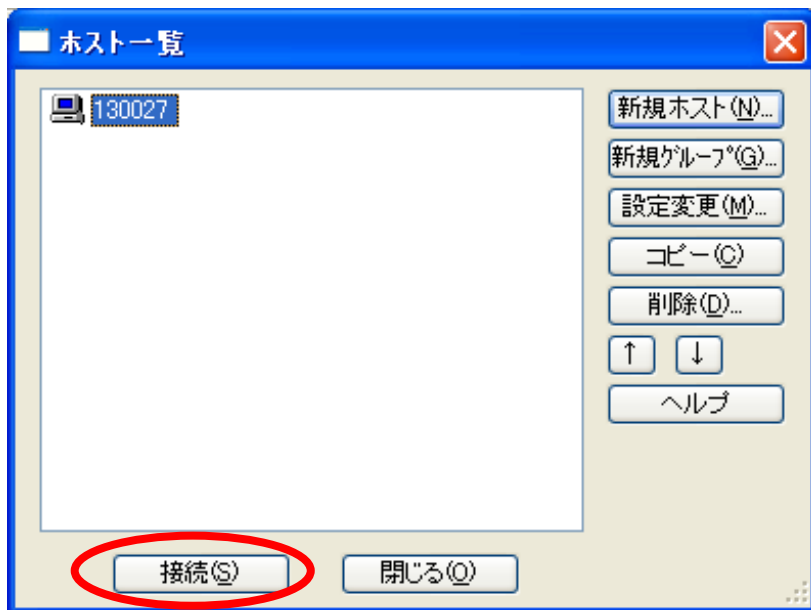 ホスト一覧
130027
新規ホスト(N)...
新規ｸﾞﾙｰﾌﾟ(G)...
設定変更(M)...
コピー(C)
削除(D)...
↑ ↓
ヘルプ
接続(S) 閉じる(O)